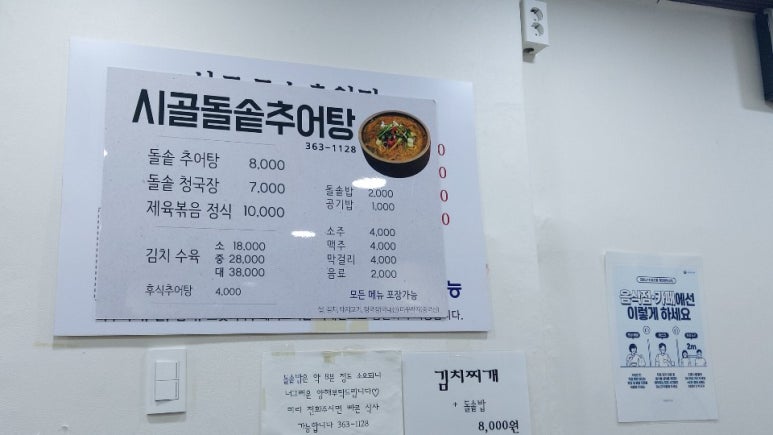 시골돌솥추어탕
363-1128
돌솥 추어탕 8,000
돌솥 청국장 7,000
제육볶음 정식 10,000
김치 수육
소 18,000
中 28,000
대 38,000
후식추어탕 4,000
돌솥밥 2,000
공기밥 1,000
소주 4,000
맥주 4,000
막걸리 4,000
음료 2,000
모든 메뉴 포장가능
0
0
0
0
능
니다.
돌솥밥은 약 15분 정도 소요되니
너그러운 양해부탁드립니다♡
미리 전화주시면 빠른 식사
가능합니다 363-1128
김치찌개
+ 돌솥밥
8,000원
음식점·카페에선
이렇게 하세요
2m